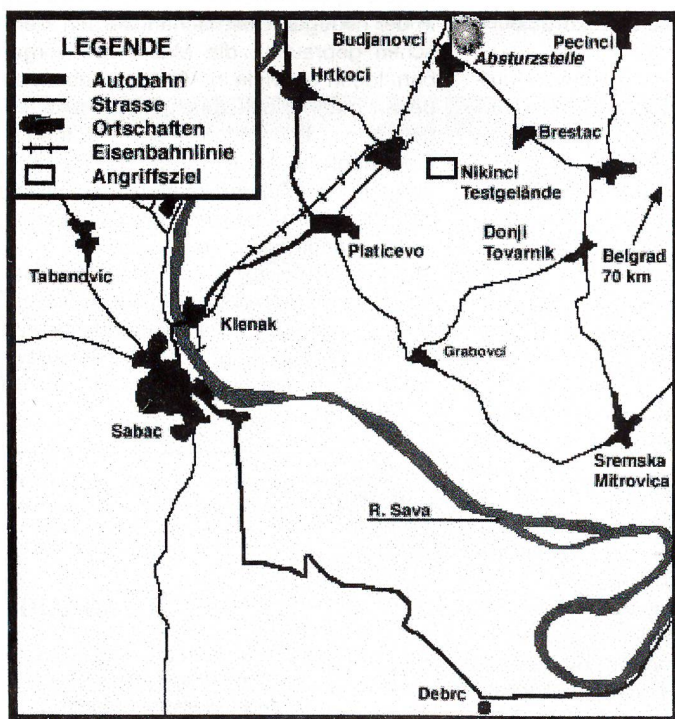 LEGENDE
Autobahn
Strasse
Ortschaften
Eisenbahnlinie
Angriffsziel
Budjanovci
Absturzstelle
Pecinci
Hrtkoci
Brestac
Nikinci
Testgelände
Platicevo
Donji
Tovarnik
Belgrad
70 km
Tabanovic
Klenak
Grabovci
Sabac
Sremska
Mitrovica
R. Sava
Debrc